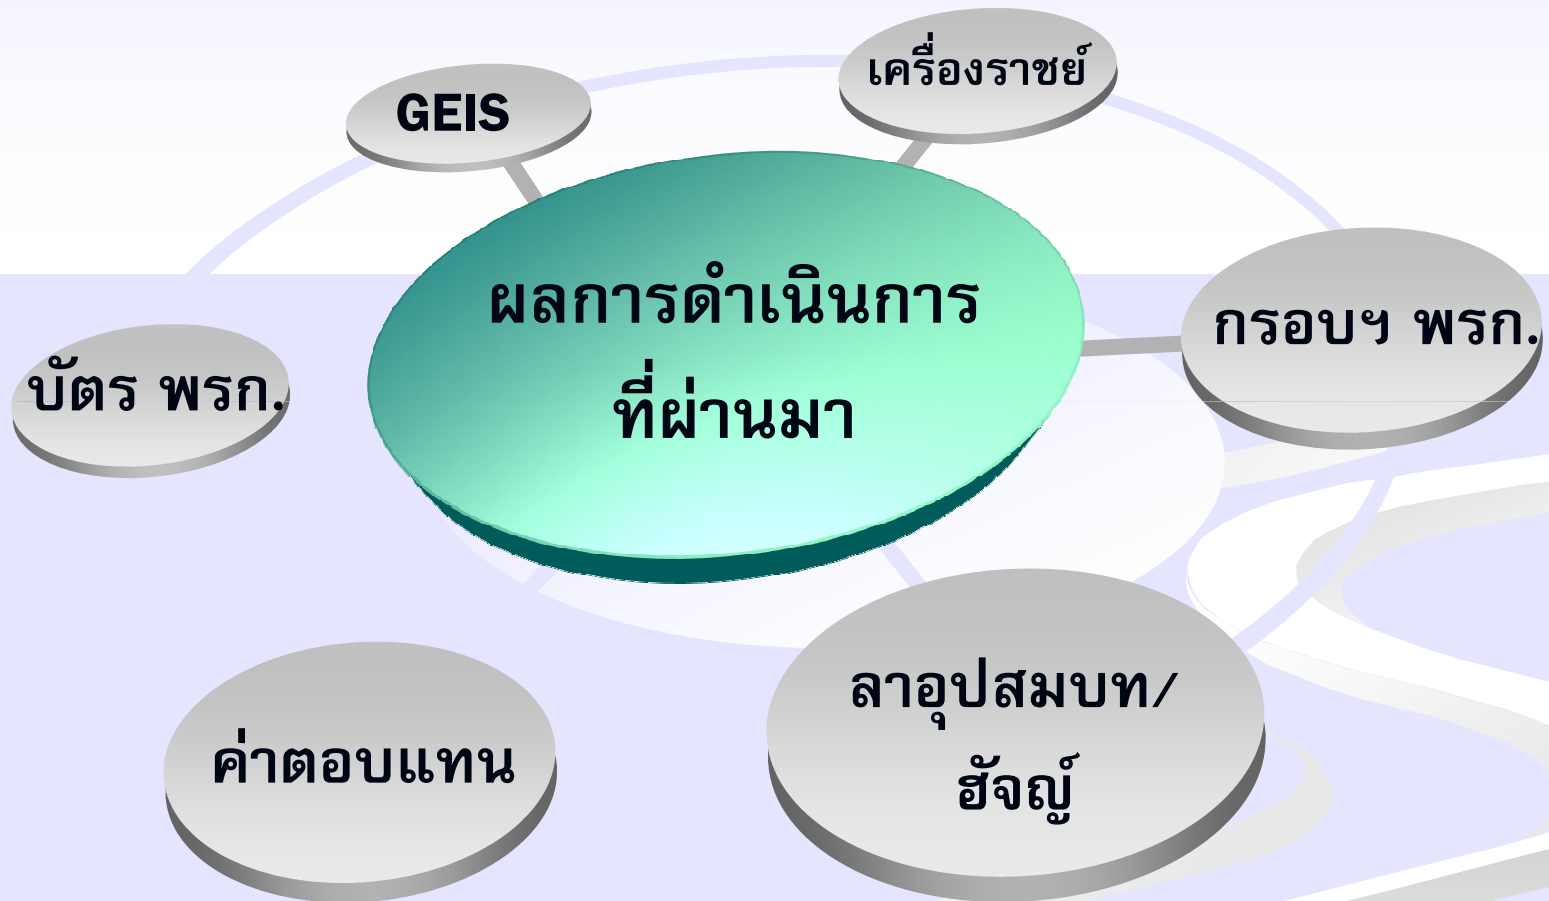 เครื่องราชย์
GEIS
ผลการดำเนินการ
ที่ผ่านมา
กรอบฯ พรก.
บัตร พรก.
ลาอุปสมบท/
ฮัจญ์
ค่าตอบแทน